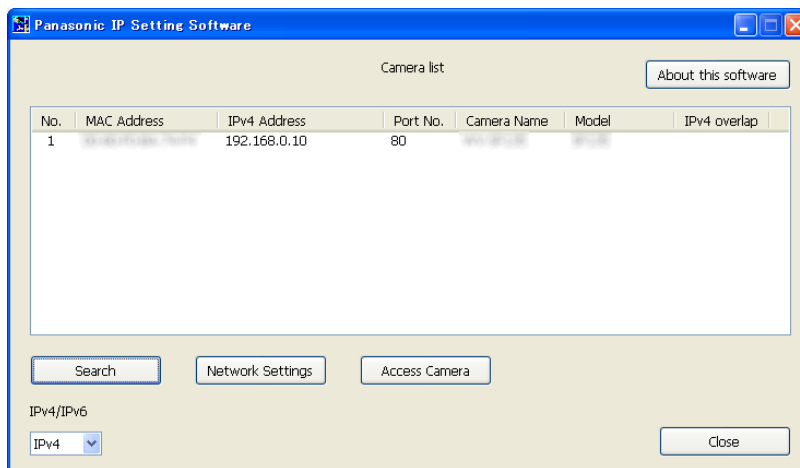 Panasonic IP Setting Software
Camera list
About this software
No. MAC Address IPv4 Address Port No. Camera Name Model IPv4 overlap
1 192.168.0.10 80
Search Network Settings Access Camera
IPv4/IPv6
IPv4 Close